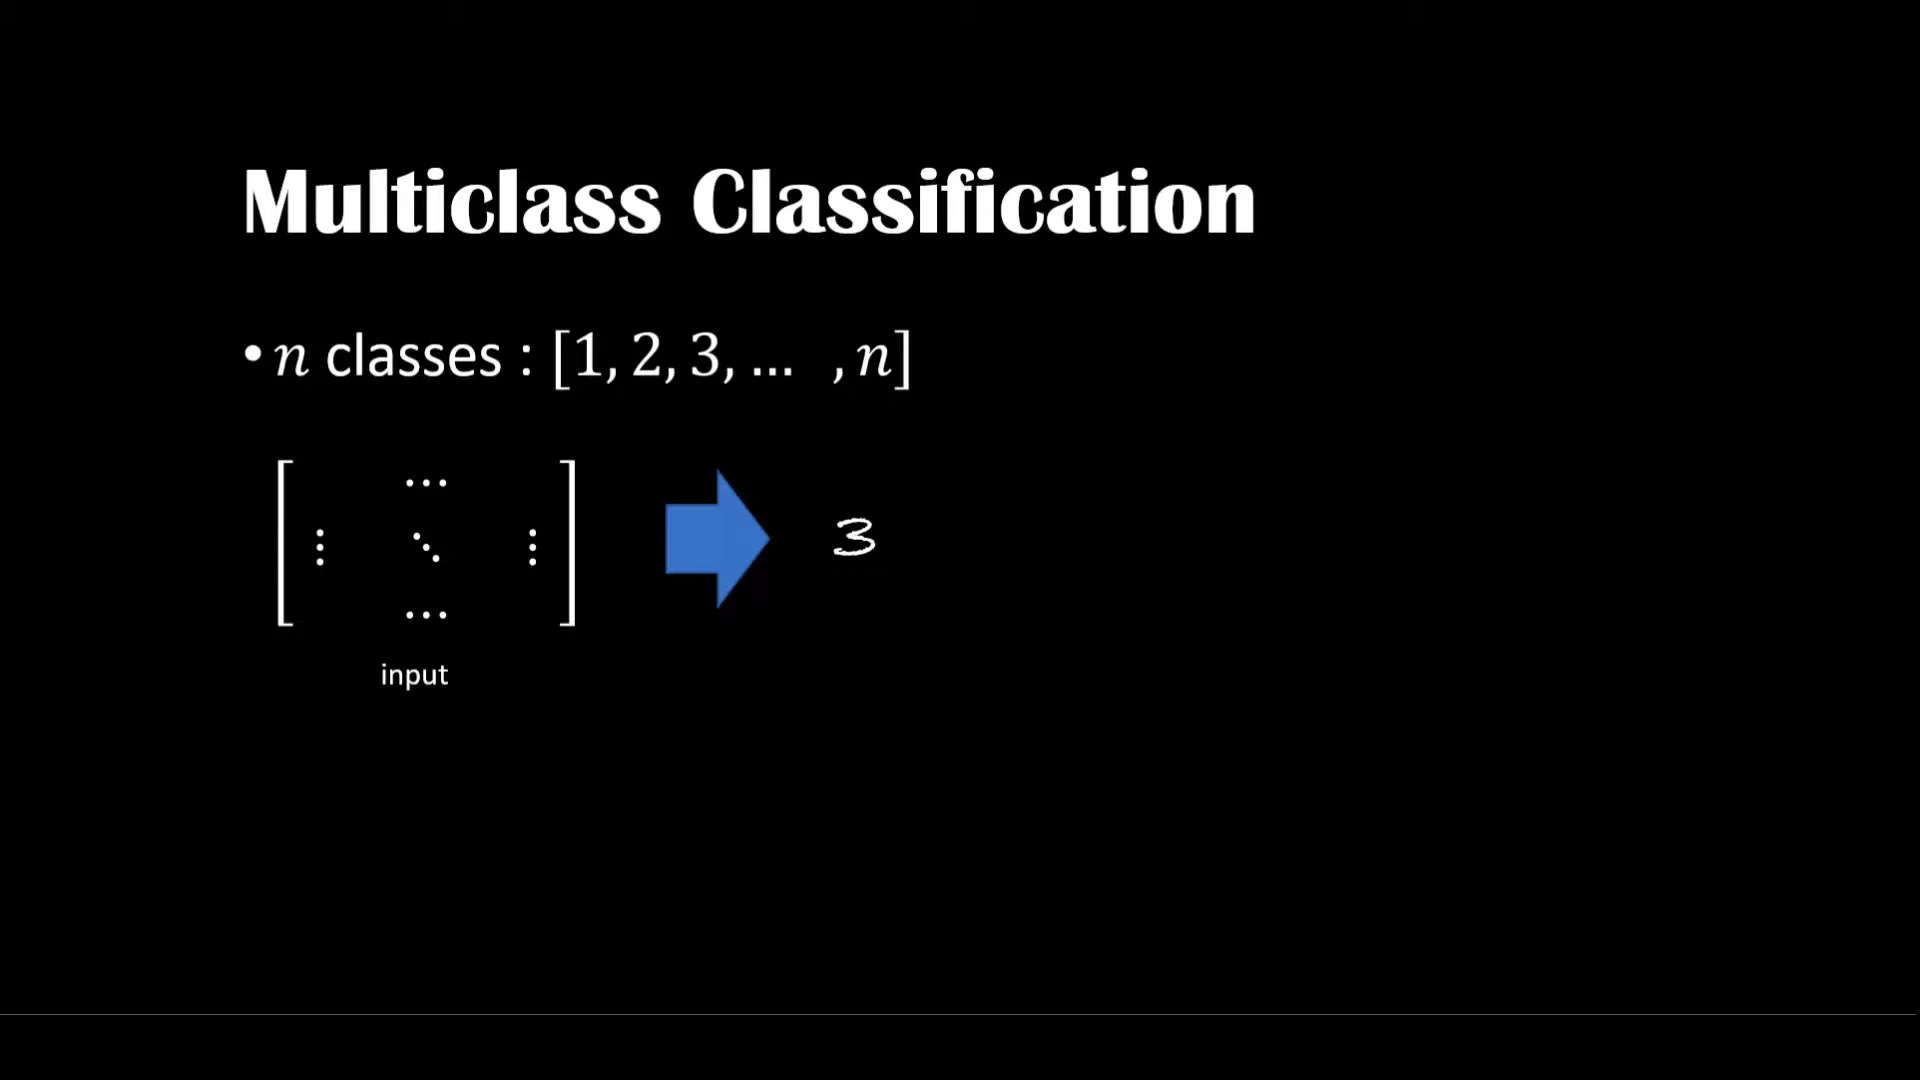 Multiclass Classification
• n classes : [1, 2, 3, … , n]
[ ⋯ ⋮ ⋱ ⋮ ⋯ ] 3
input